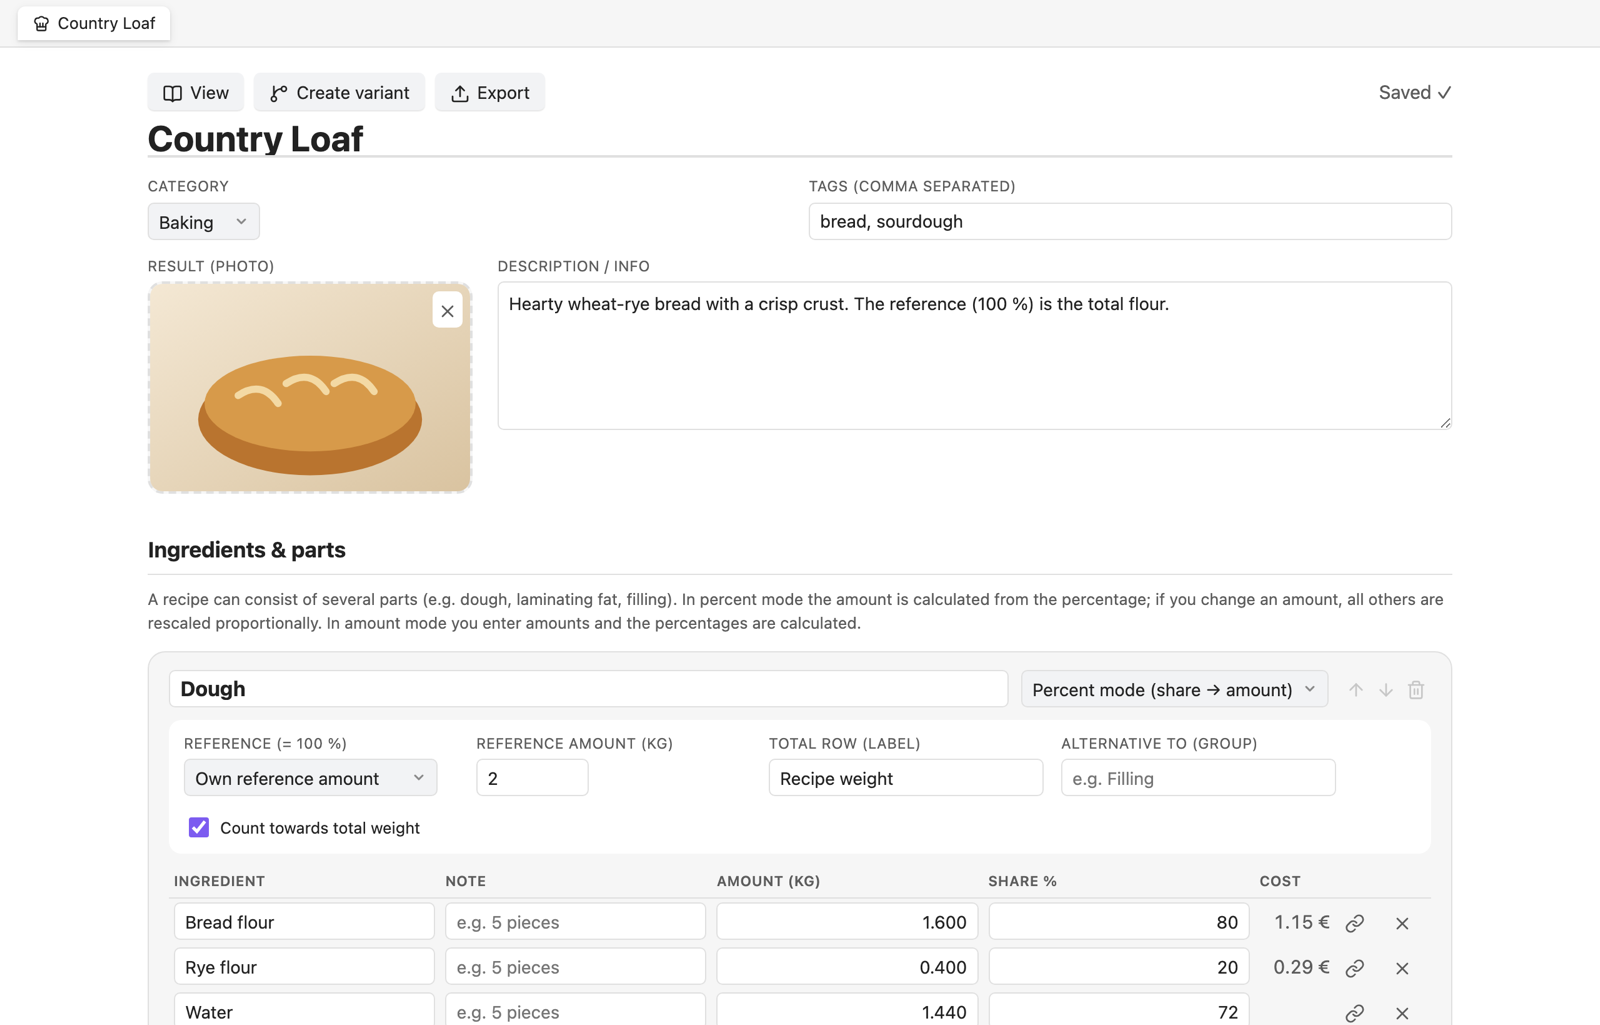 Country Loaf
View
Create variant
Export
Saved ✓
Country Loaf
CATEGORY
TAGS (COMMA SEPARATED)
Baking
bread, sourdough
RESULT (PHOTO)
DESCRIPTION / INFO
Hearty wheat-rye bread with a crisp crust. The reference (100 %) is the total flour.
Ingredients & parts
A recipe can consist of several parts (e.g. dough, laminating fat, filling). In percent mode the amount is calculated from the percentage; if you change an amount, all others are
rescaled proportionally. In amount mode you enter amounts and the percentages are calculated.
Dough
Percent mode (share → amount)
REFERENCE (= 100 %)
REFERENCE AMOUNT (KG)
TOTAL ROW (LABEL)
ALTERNATIVE TO (GROUP)
Own reference amount
2
Recipe weight
e.g. Filling
Count towards total weight
INGREDIENT NOTE AMOUNT (KG) SHARE % COST
Bread flour e.g. 5 pieces 1.600 80 1.15 €
Rye flour e.g. 5 pieces 0.400 20 0.29 €
Water e.g. 5 pieces 1.440 72